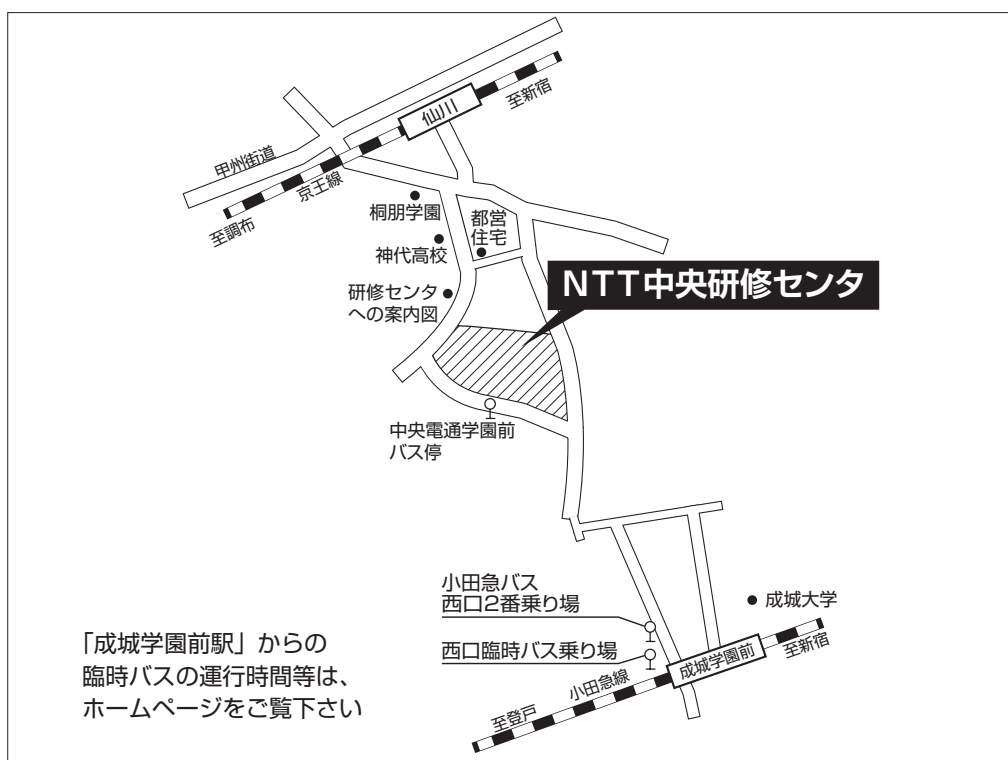 至新宿
仙川
甲州街道
京王線
至調布
桐朋学園
都営
住宅
神代高校
研修センタ
への案内図
NTT中央研修センタ
中央電通学園前
バス停
小田急バス
西口2番乗り場
成城大学
西口臨時バス乗り場
成城学園前
至新宿
小田急線
至登戸
「成城学園前駅」からの
臨時バスの運行時間等は、
ホームページをご覧下さい